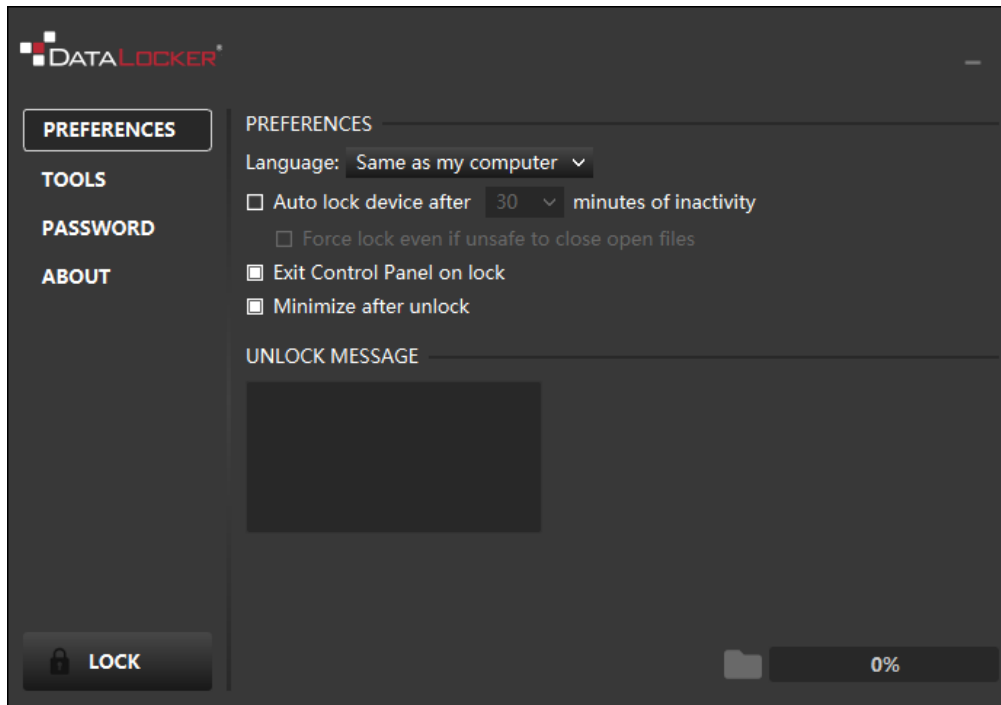 DATALOCKER®
PREFERENCES
TOOLS
PASSWORD
ABOUT
LOCK
PREFERENCES
Language: Same as my computer
Auto lock device after 30 minutes of inactivity
Force lock even if unsafe to close open files
Exit Control Panel on lock
Minimize after unlock
UNLOCK MESSAGE
0%